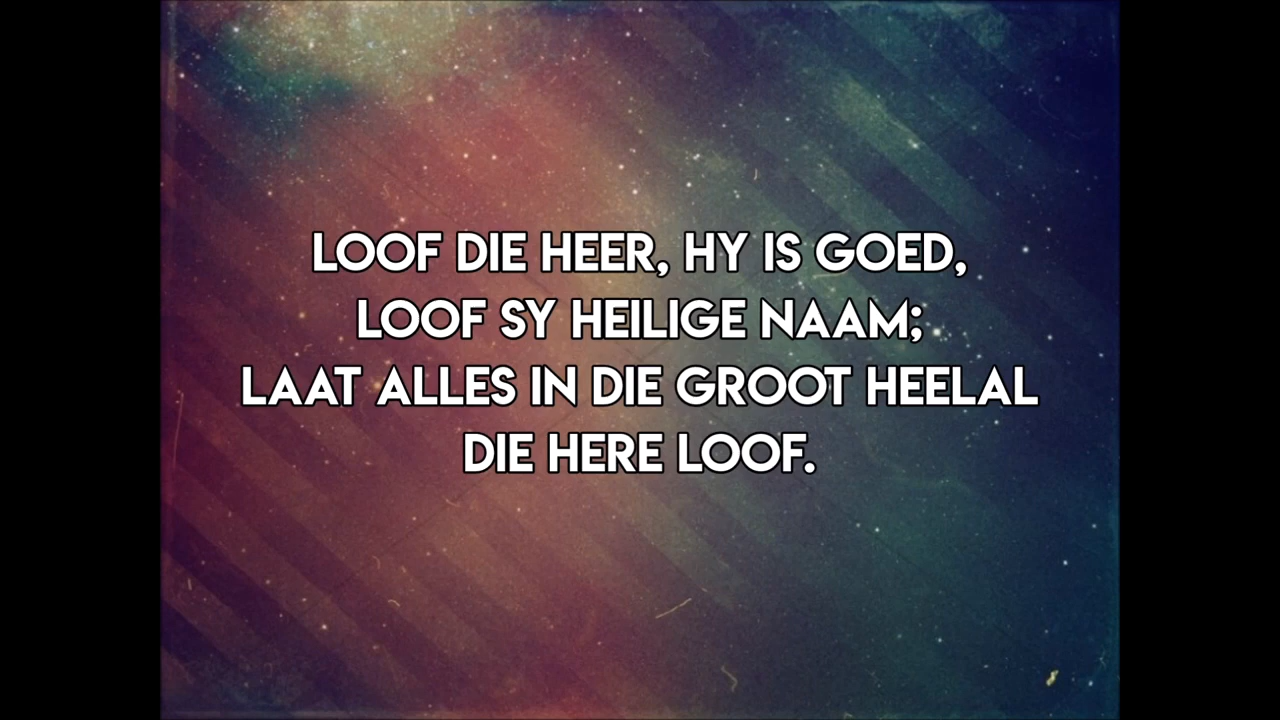 LOOF DIE HEER, HY IS GOED,
LOOF SY HEILIGE NAAM;
LAAT ALLES IN DIE GROOT HEELAL
DIE HERE LOOF.